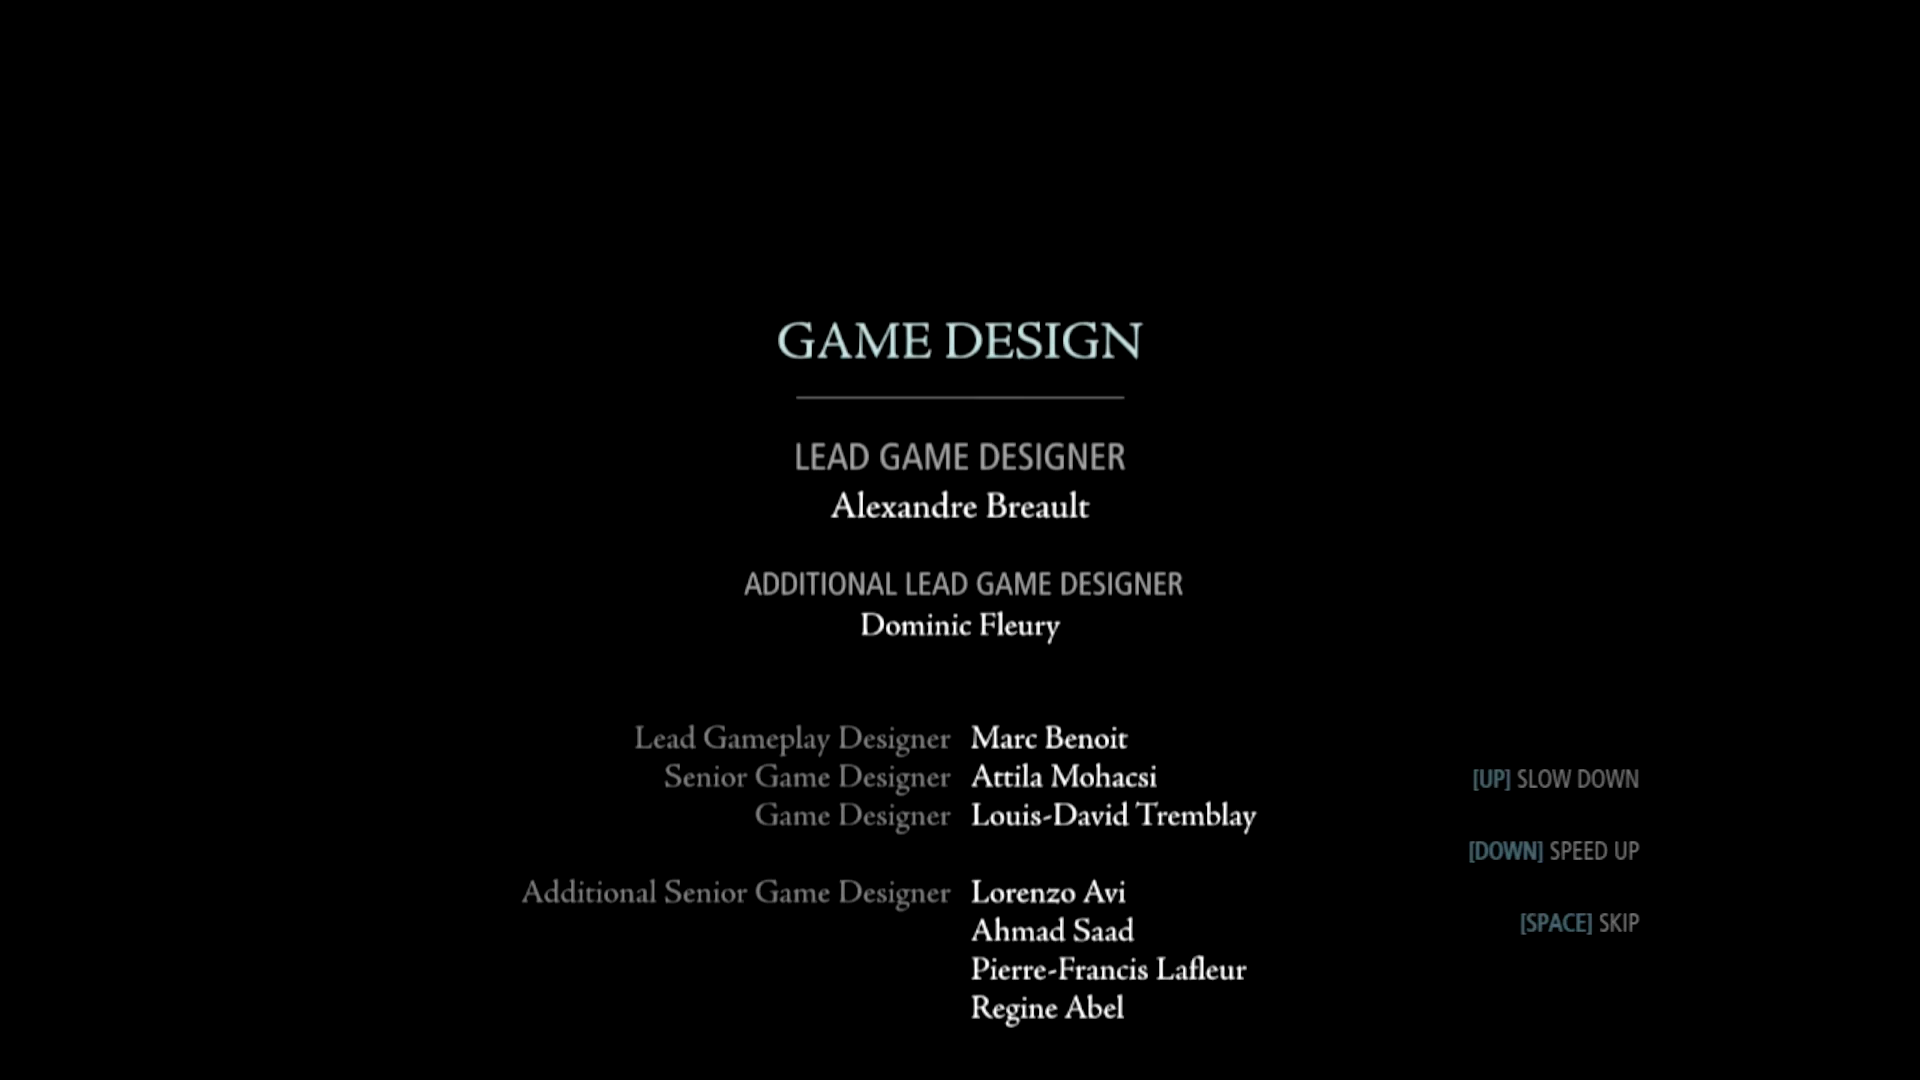 GAME DESIGN
LEAD GAME DESIGNER
Alexandre Breault
ADDITIONAL LEAD GAME DESIGNER
Dominic Fleury
Lead Gameplay Designer Marc Benoit
Senior Game Designer Attila Mohacsi
Game Designer Louis-David Tremblay
Additional Senior Game Designer Lorenzo Avi
Ahmad Saad
Pierre-Francis Lafleur
Regine Abel
[UP] SLOW DOWN
[DOWN] SPEED UP
[SPACE] SKIP